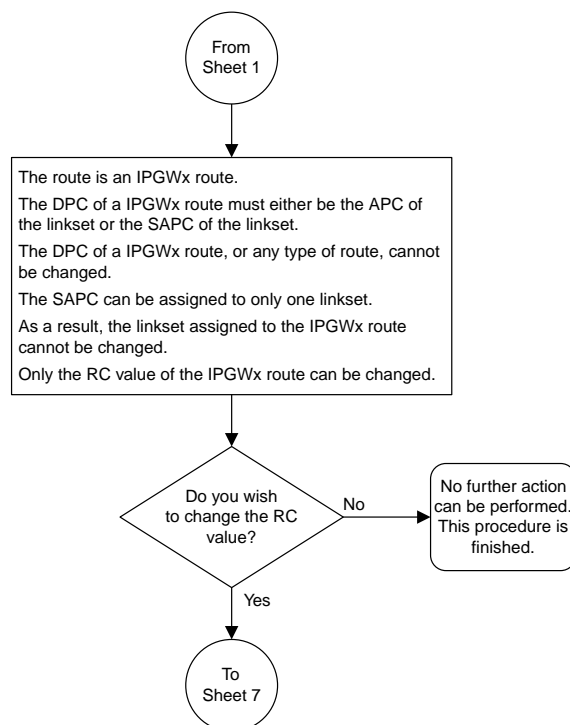 From
Sheet 1
The route is an IPGWx route.
The DPC of a IPGWx route must either be the APC of
the linkset or the SAPC of the linkset.
The DPC of a IPGWx route, or any type of route, cannot
be changed.
The SAPC can be assigned to only one linkset.
As a result, the linkset assigned to the IPGWx route
cannot be changed.
Only the RC value of the IPGWx route can be changed.
Do you wish
to change the RC
value?
No
No further action
can be performed.
This procedure is
finished.
Yes
To
Sheet 7